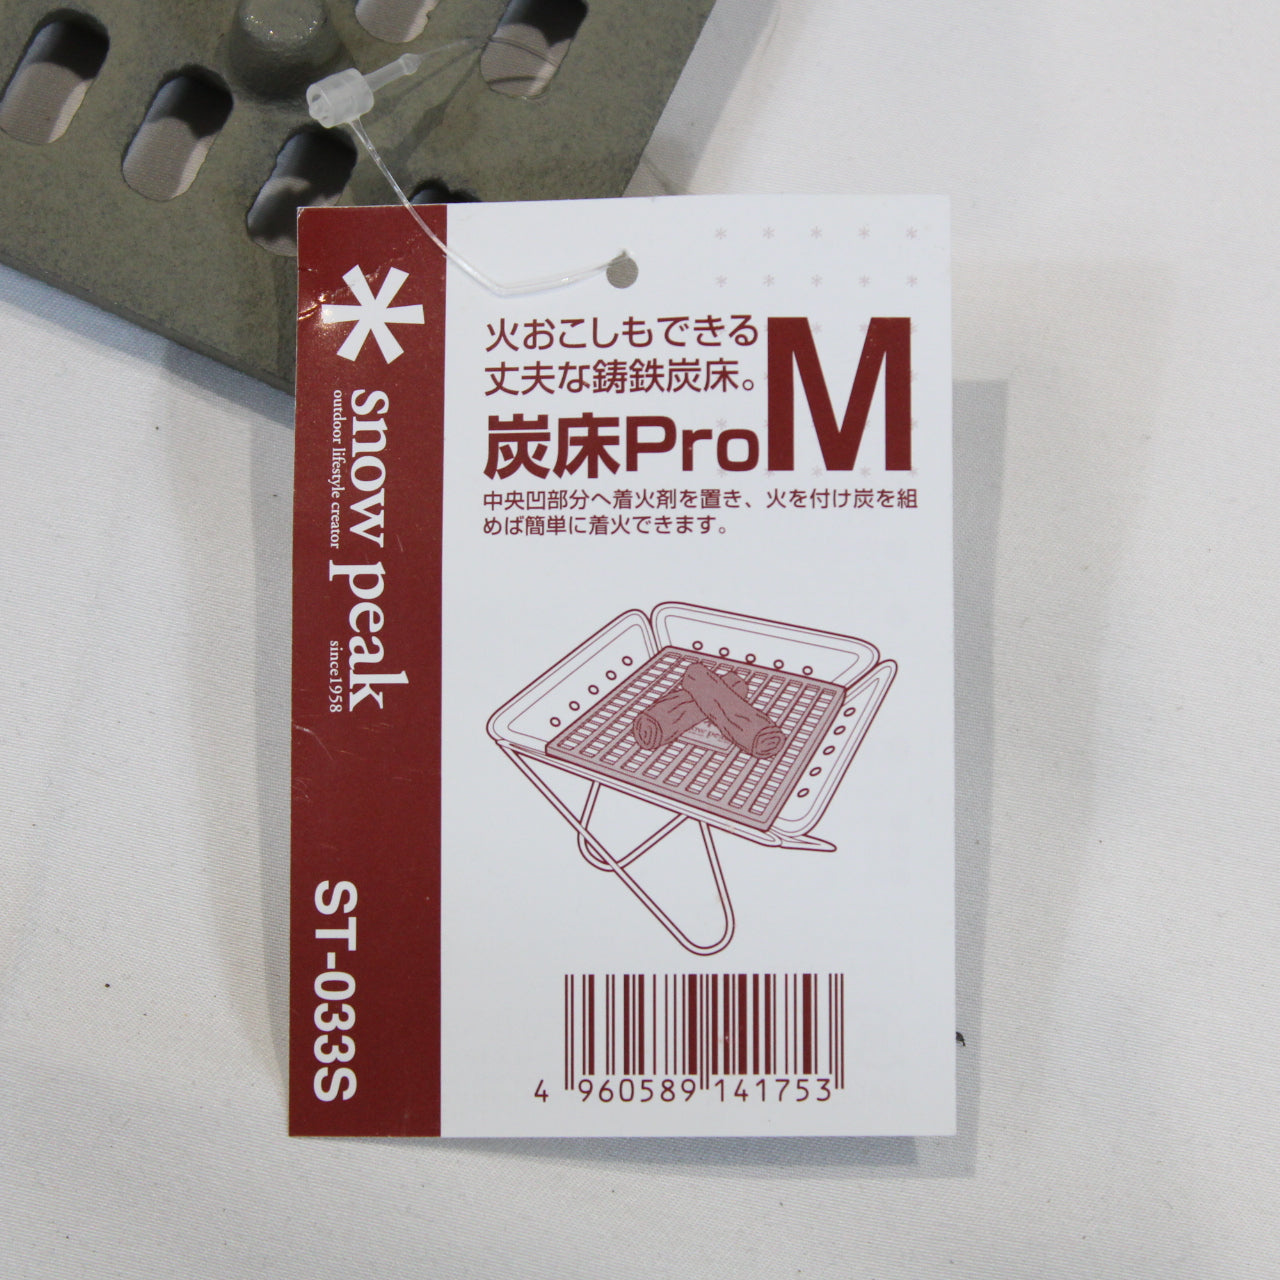 火おこしもできる
丈夫な鋳鉄炭床。
炭床Pro M
中央凹部分へ着火剤を置き、火を付け炭を組
めば簡単に着火できます。
snow peak
outdoor lifestyle creator
since1958
ST-033S
4 960589 141753